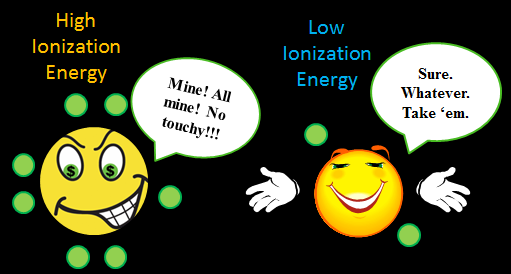 High
Ionization
Energy
Mine! All
mine! No
touchy!!!
Low
Ionization
Energy
Sure.
Whatever.
Take ‘em.
$ $